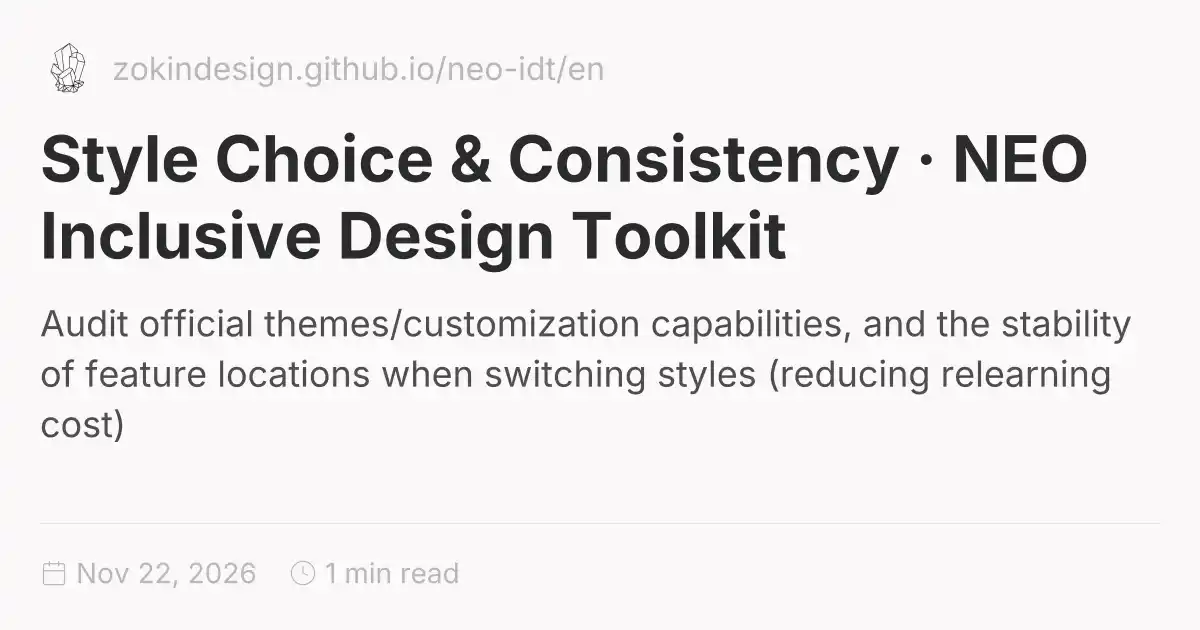 zokindesign.github.io/neo-idt/en
Style Choice & Consistency · NEO
Inclusive Design Toolkit
Audit official themes/customization capabilities, and the stability
of feature locations when switching styles (reducing relearning
cost)
Nov 22, 2026 1 min read